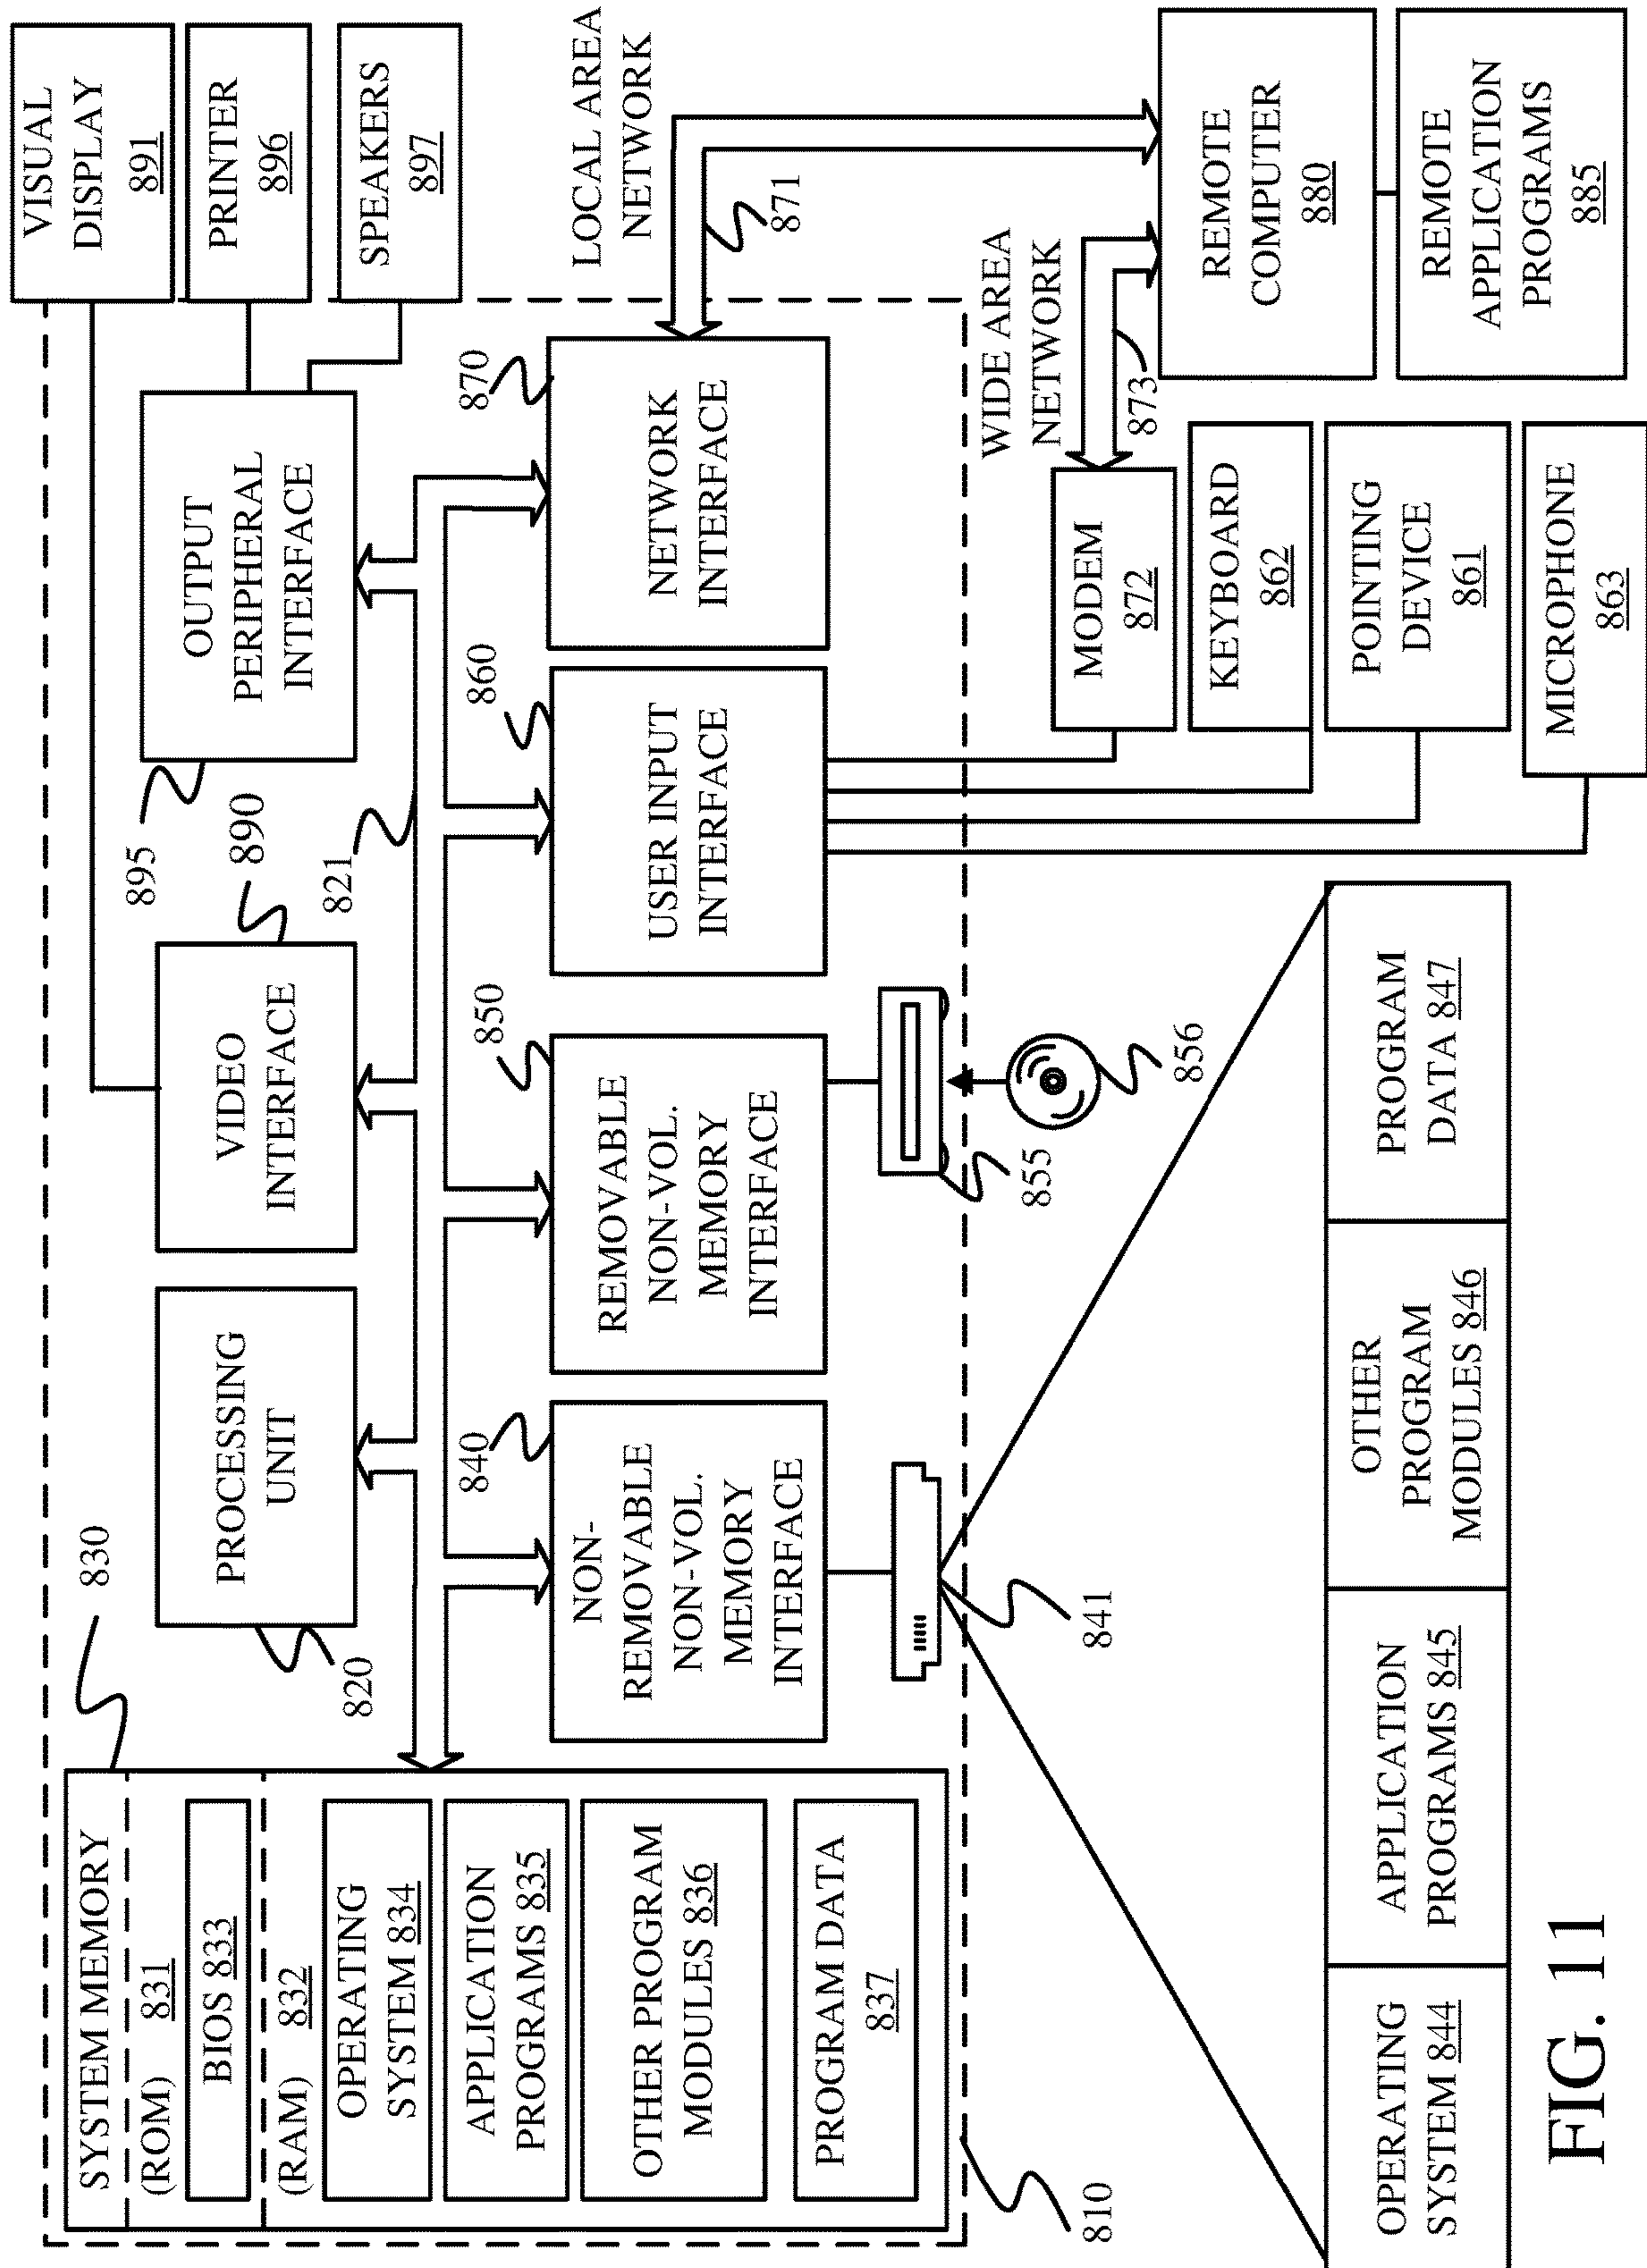 SYSTEM MEMORY
(ROM) 831
BIOS 833
(RAM) 832
OPERATING
SYSTEM 834
APPLICATION
PROGRAMS 835
OTHER PROGRAM
MODULES 836
PROGRAM DATA
837
810
830
PROCESSING
UNIT
820
VIDEO
INTERFACE
890
821
OUTPUT
PERIPHERAL
INTERFACE
895
VISUAL
DISPLAY
891
PRINTER
896
SPEAKERS
897
NON-
REMOVABLE
NON-VOL.
MEMORY
INTERFACE
840
REMOVABLE
NON-VOL.
MEMORY
INTERFACE
850
USER INPUT
INTERFACE
860
NETWORK
INTERFACE
870
LOCAL AREA
NETWORK
871
841
855
856
WIDE AREA
NETWORK
873
MODEM
872
KEYBOARD
862
POINTING
DEVICE
861
MICROPHONE
863
REMOTE
COMPUTER
880
REMOTE
APPLICATION
PROGRAMS
885
OPERATING
SYSTEM 844
APPLICATION
PROGRAMS 845
OTHER
PROGRAM
MODULES 846
PROGRAM
DATA 847
FIG. 11